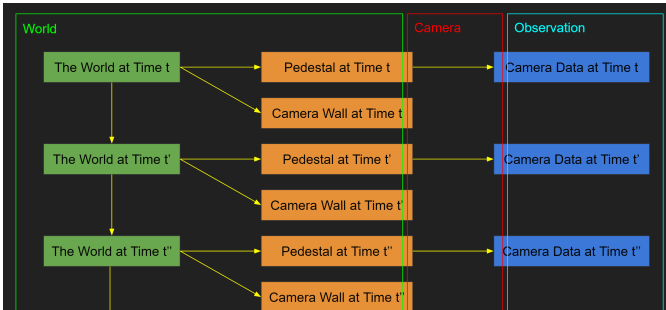 World
Camera
Observation
The World at Time t
Pedestal at Time t
Camera Data at Time t
Camera Wall at Time t
The World at Time t’
Pedestal at Time t’
Camera Data at Time t’
Camera Wall at Time t’
The World at Time t’’
Pedestal at Time t’’
Camera Data at Time t’’
Camera Wall at Time t’’